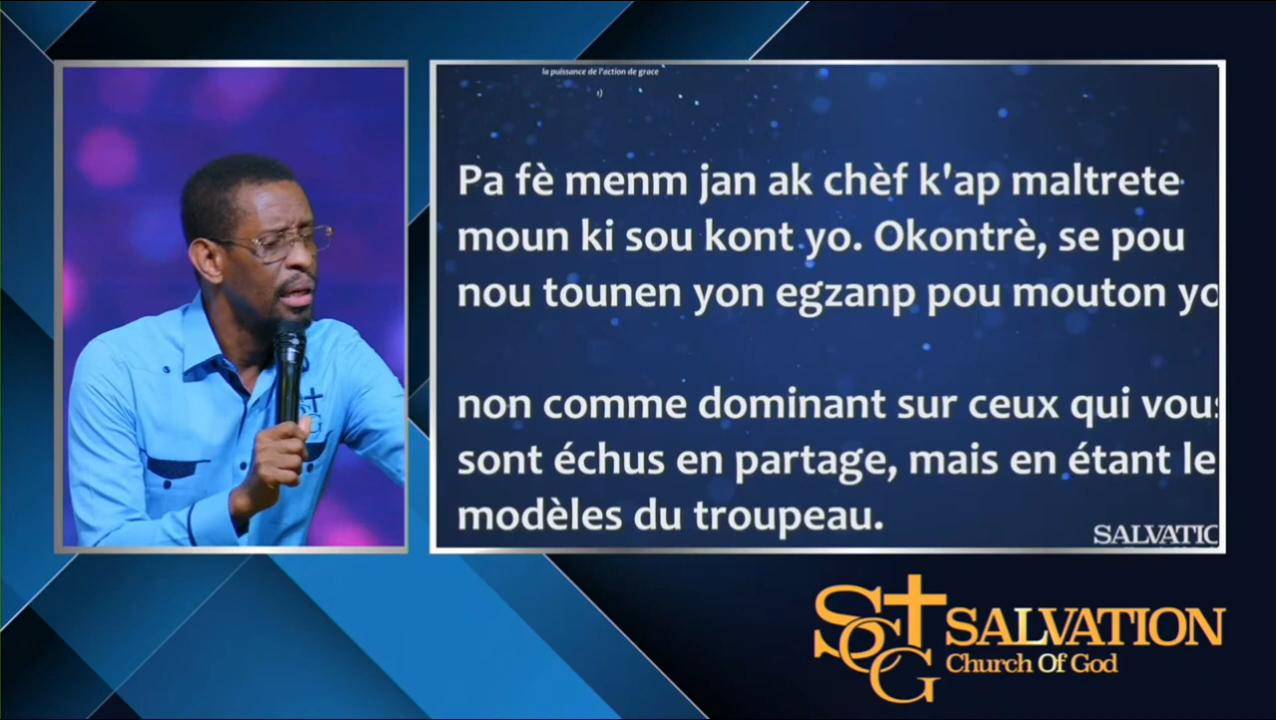 la puissance de l'action de grace
Pa fè menm jan ak chèf k'ap maltrete
moun ki sou kont yo. Okontrè, se pou
nou tounen yon egzanp pou mouton yo
non comme dominant sur ceux qui vous
sont échus en partage, mais en étant le
modèles du troupeau.
SALVATIO
SCG SALVATION
Church Of God